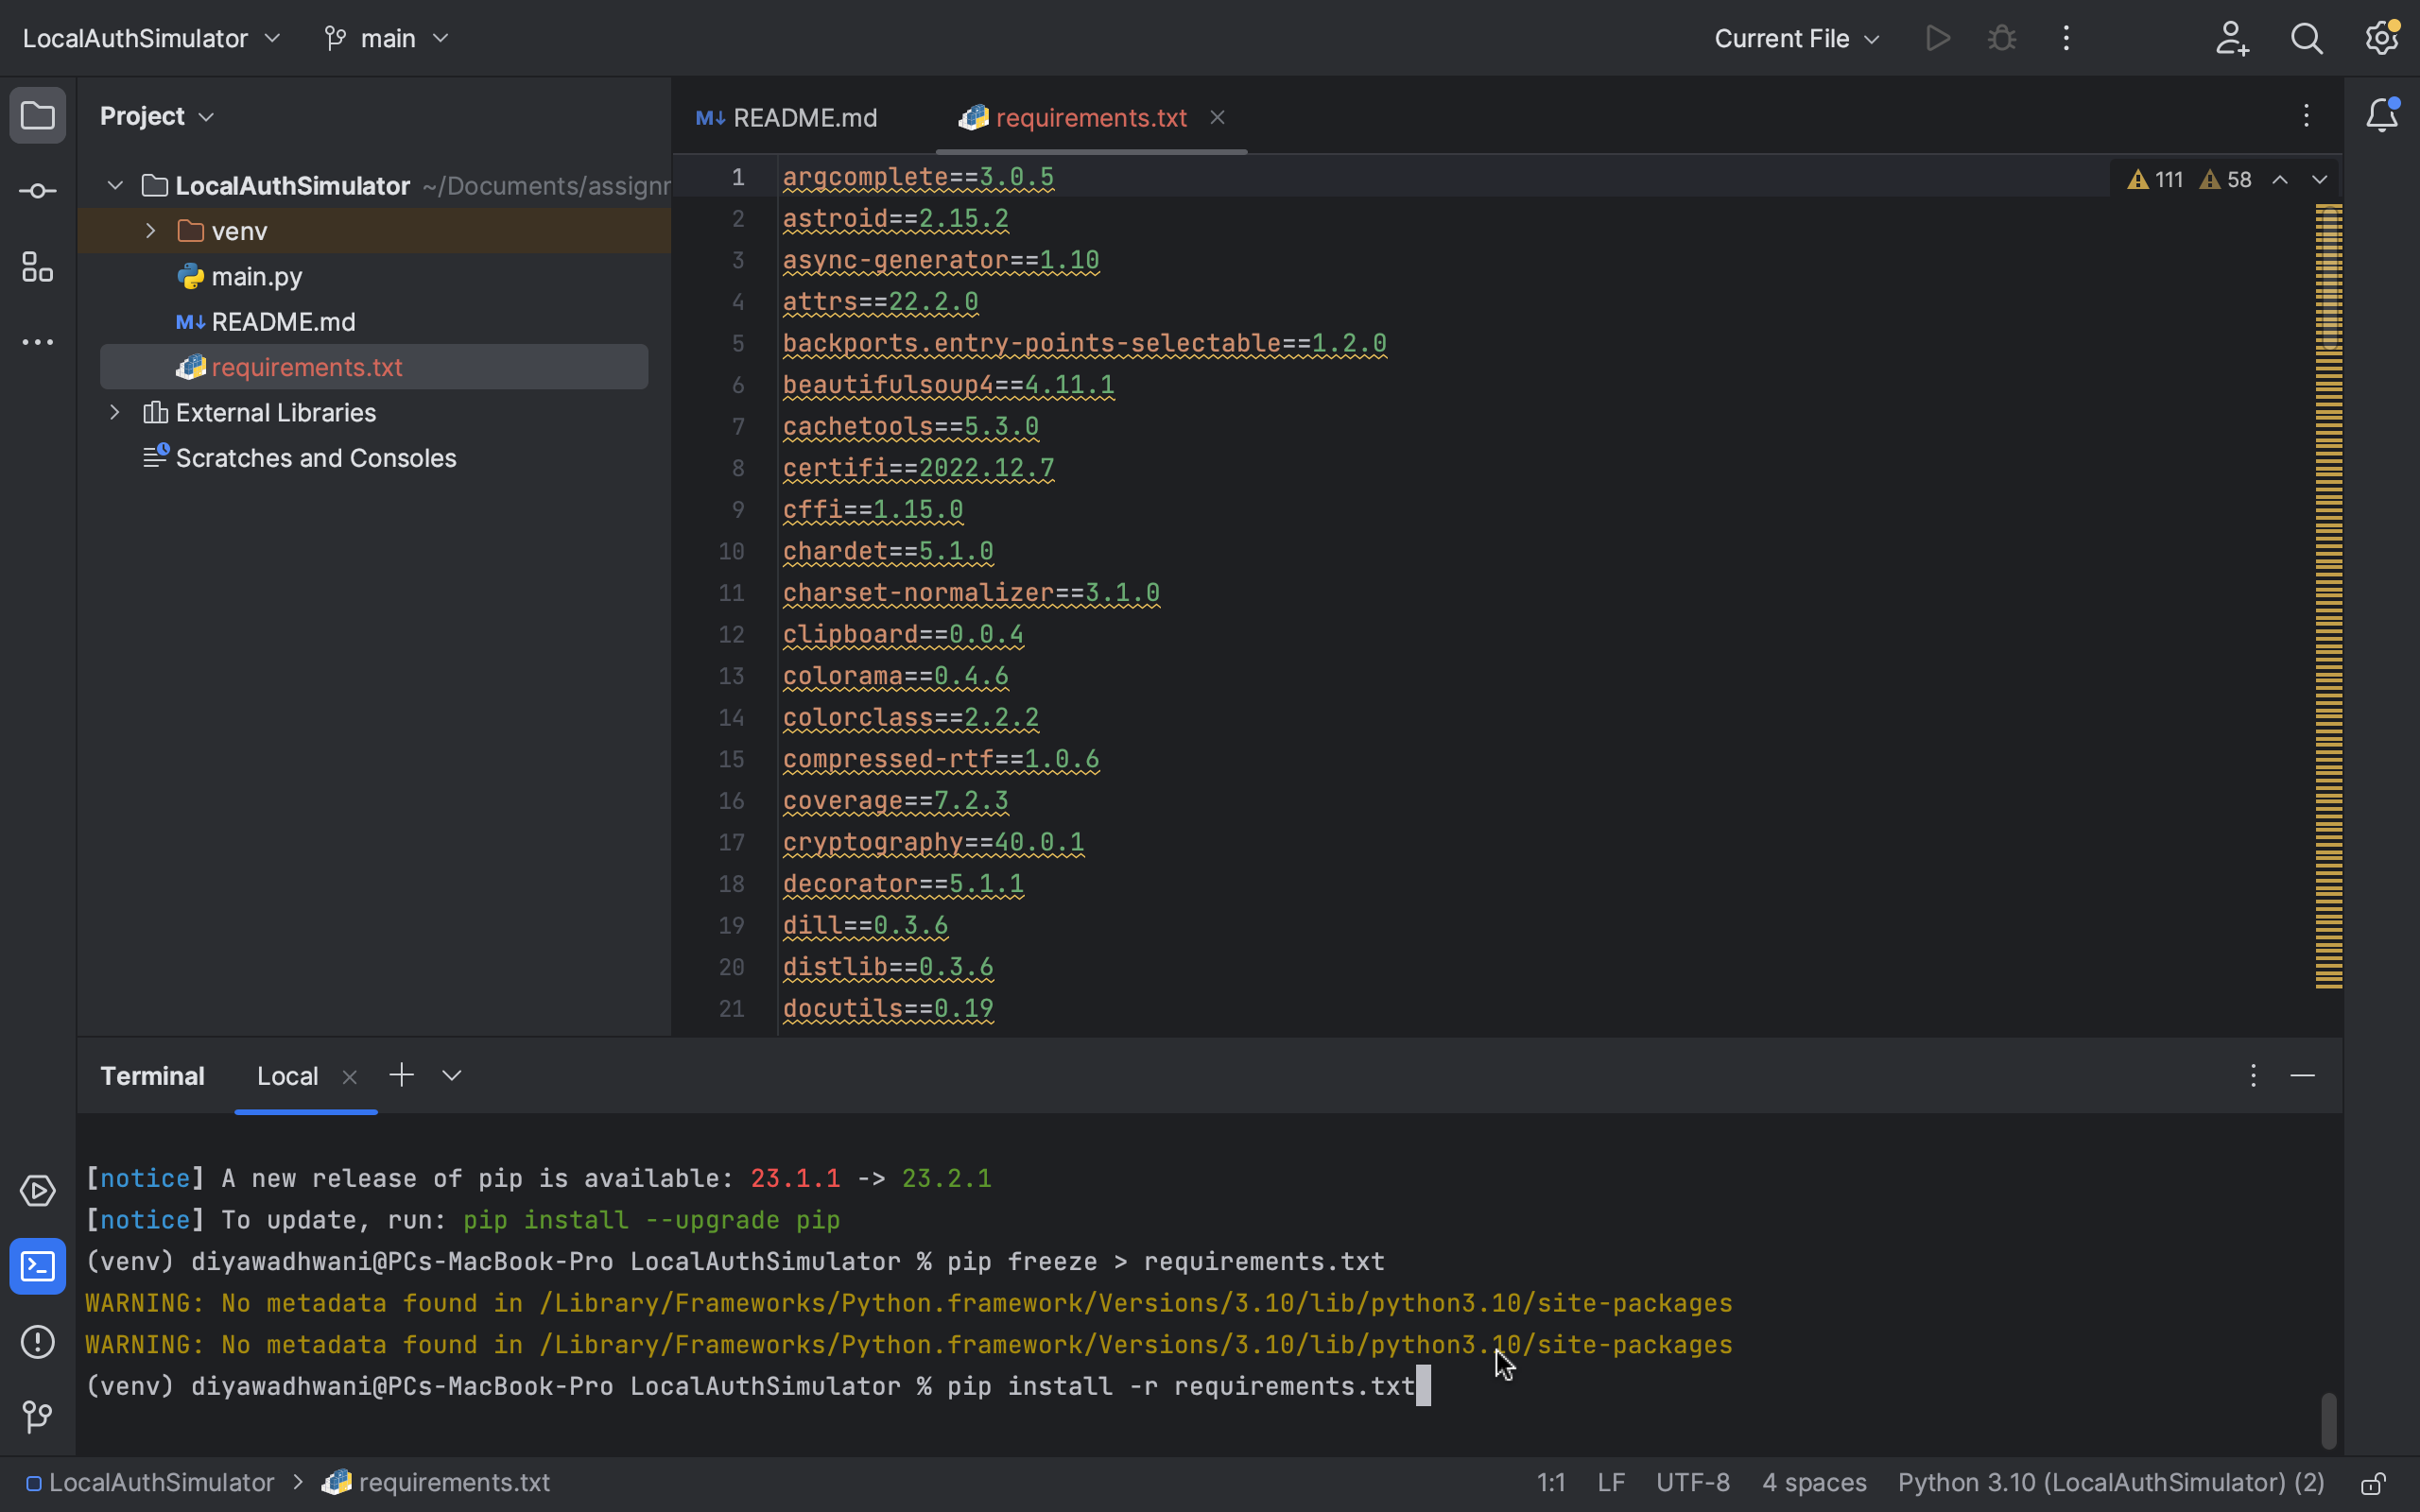 LocalAuthSimulator main Current File
Project
README.md requirements.txt
LocalAuthSimulator ~/Documents/assignr
venv
main.py
README.md
requirements.txt
External Libraries
Scratches and Consoles
111 58
1 argcomplete==3.0.5
2 astroid==2.15.2
3 async-generator==1.10
4 attrs==22.2.0
5 backports.entry-points-selectable==1.2.0
6 beautifulsoup4==4.11.1
7 cachetools==5.3.0
8 certifi==2022.12.7
9 cffi==1.15.0
10 chardet==5.1.0
11 charset-normalizer==3.1.0
12 clipboard==0.0.4
13 colorama==0.4.6
14 colorclass==2.2.2
15 compressed-rtf==1.0.6
16 coverage==7.2.3
17 cryptography==40.0.1
18 decorator==5.1.1
19 dill==0.3.6
20 distlib==0.3.6
21 docutils==0.19
Terminal Local
[notice] A new release of pip is available: 23.1.1 -> 23.2.1
[notice] To update, run: pip install --upgrade pip
(venv) diyawadhwani@PCs-MacBook-Pro LocalAuthSimulator % pip freeze > requirements.txt
WARNING: No metadata found in /Library/Frameworks/Python.framework/Versions/3.10/lib/python3.10/site-packages
WARNING: No metadata found in /Library/Frameworks/Python.framework/Versions/3.10/lib/python3.10/site-packages
(venv) diyawadhwani@PCs-MacBook-Pro LocalAuthSimulator % pip install -r requirements.txt
LocalAuthSimulator > requirements.txt 1:1 LF UTF-8 4 spaces Python 3.10 (LocalAuthSimulator) (2)